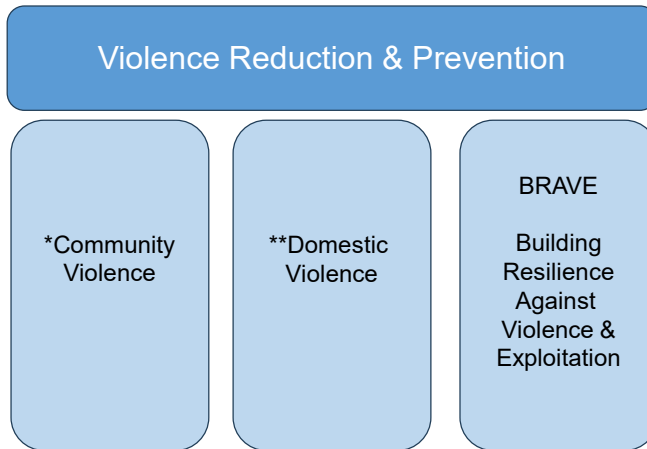 Violence Reduction & Prevention
*Community
Violence
**Domestic
Violence
BRAVE
Building
Resilience
Against
Violence &
Exploitation